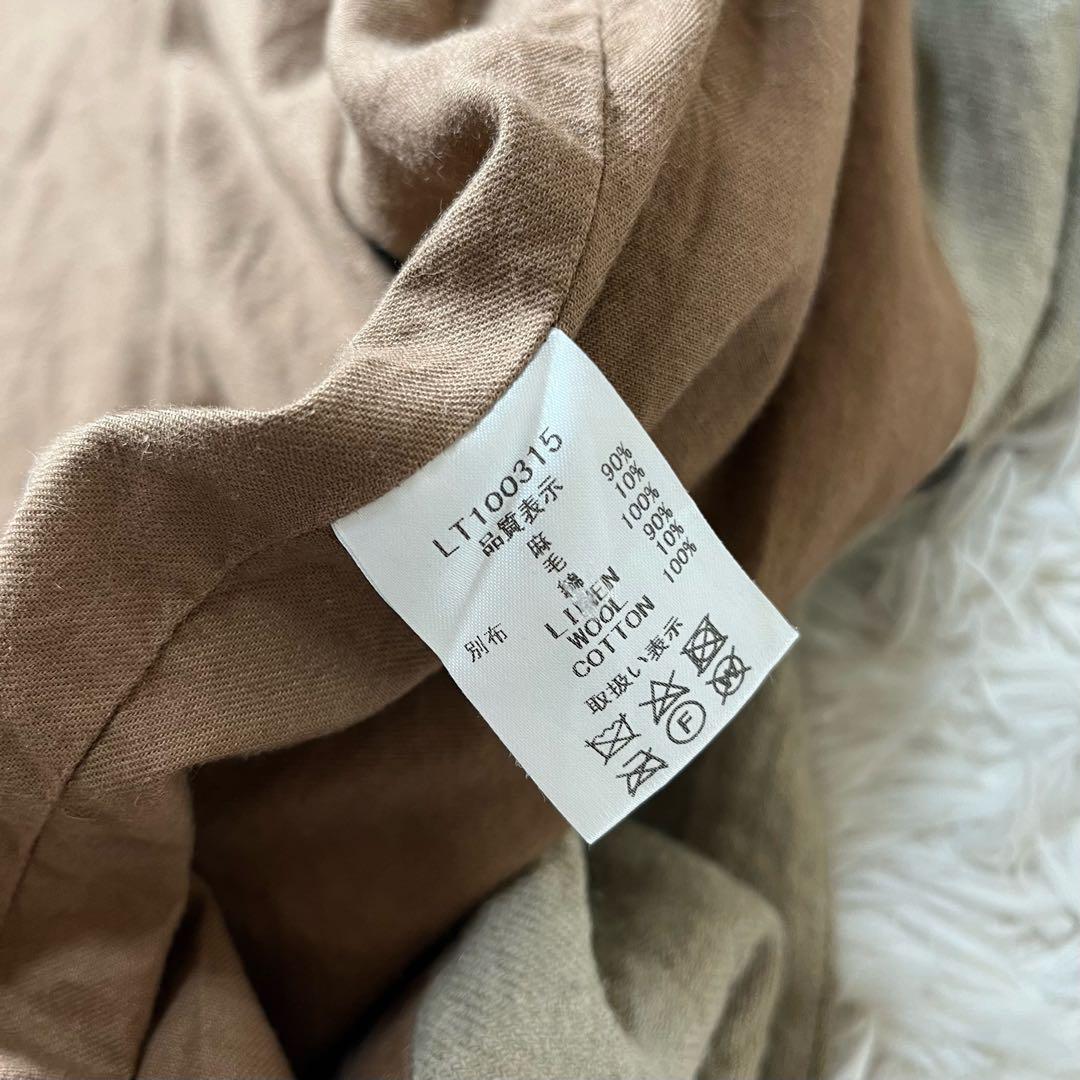 LT100315
品質表示
麻 90%
毛 10%
別布 綿 100%
LINEN 90%
WOOL 10%
COTTON 100%
取扱い表示
F